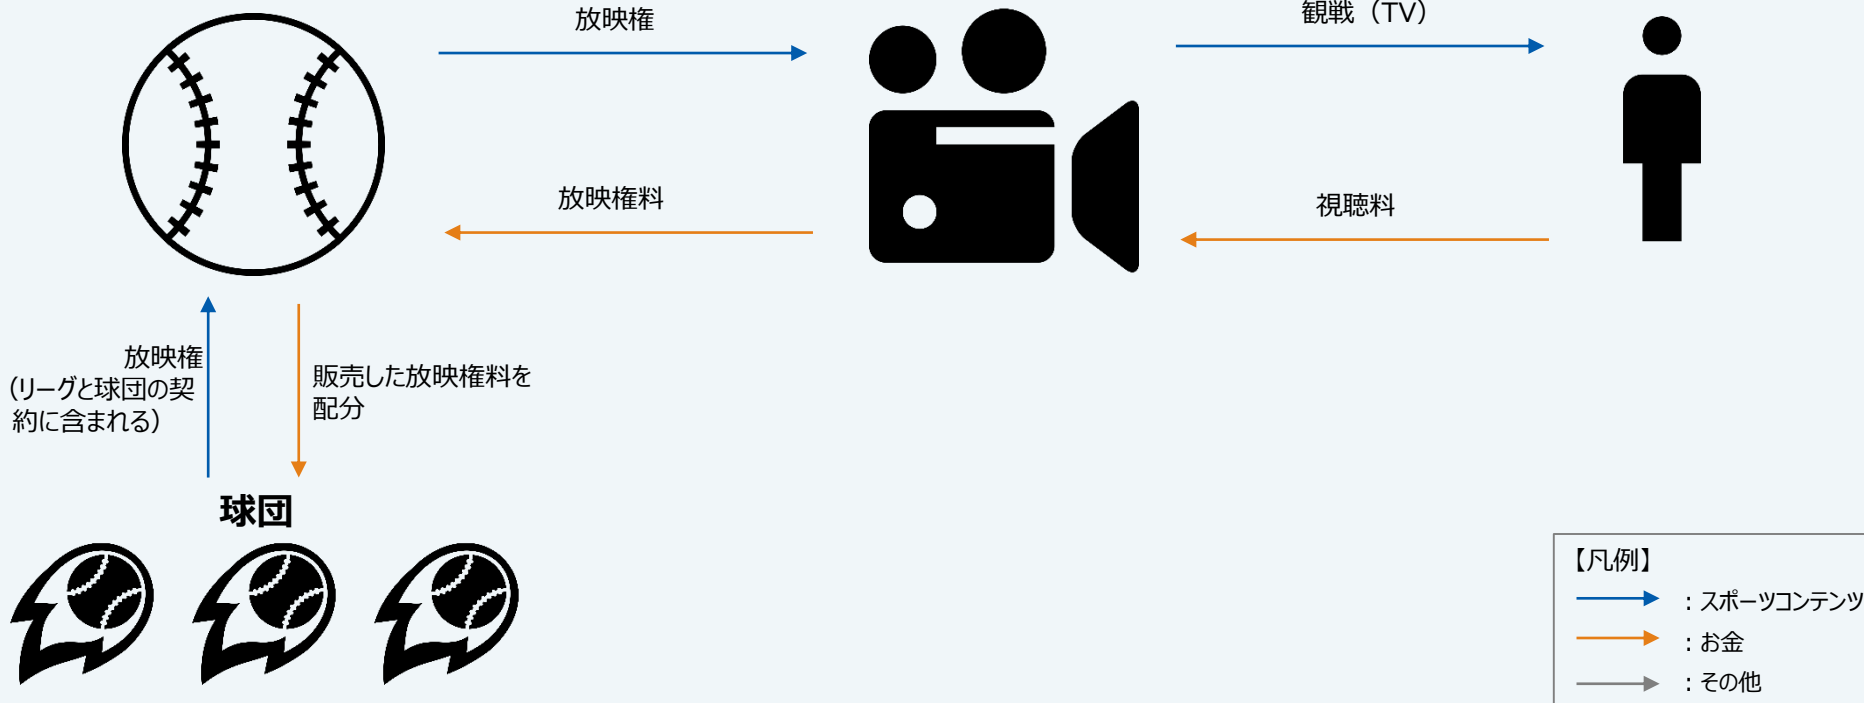 放映権
観戦（TV）
放映権料
視聴料
放映権
（リーグと球団の契
約に含まれる）
販売した放映権料を
配分
球団
【凡例】
：スポーツコンテンツ
：お金
：その他